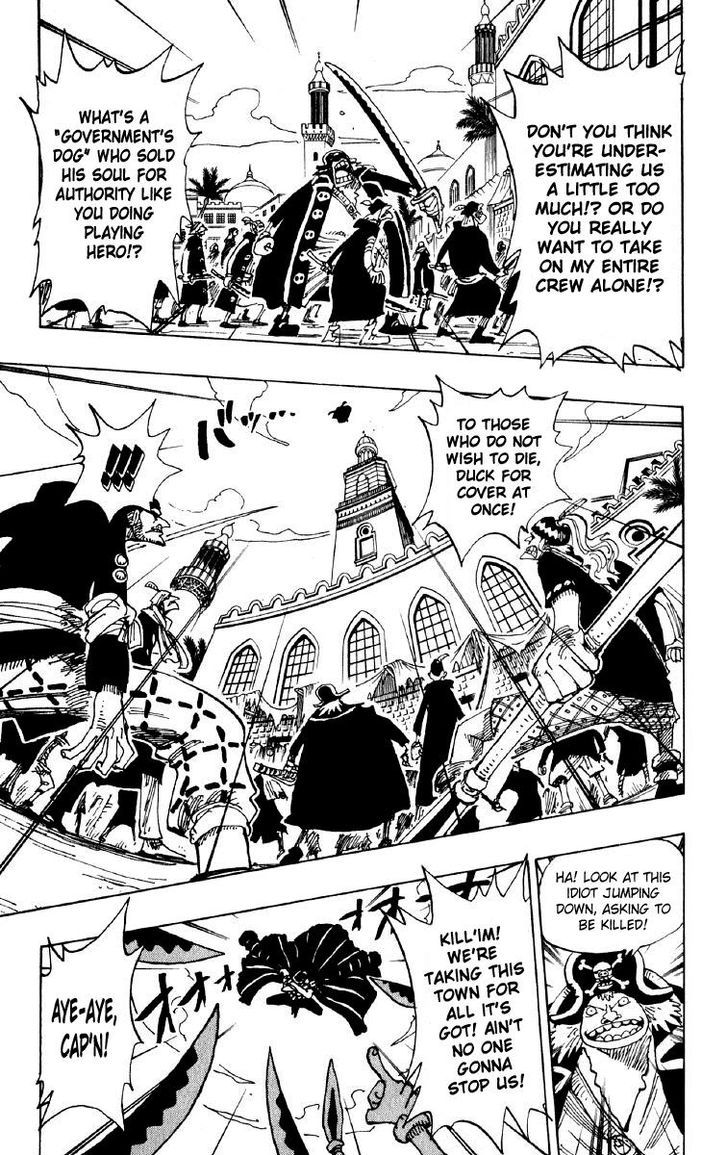 DON'T YOU THINK
YOU'RE UNDER-
ESTIMATING US
A LITTLE TOO
MUCH!? OR DO
YOU REALLY
WANT TO TAKE
ON MY ENTIRE
CREW ALONE!?
WHAT'S A
"GOVERNMENT'S
DOG" WHO SOLD
HIS SOUL FOR
AUTHORITY LIKE
YOU DOING
PLAYING
HERO!?
TO THOSE
WHO DO NOT
WISH TO DIE,
DUCK FOR
COVER AT
ONCE!
!!!
HA! LOOK AT THIS
IDIOT JUMPING
DOWN, ASKING TO
BE KILLED!
KILL'IM!
WE'RE
TAKING THIS
TOWN FOR
ALL IT'S
GOT! AIN'T
NO ONE
GONNA
STOP US!
AYE-AYE,
CAP'N!